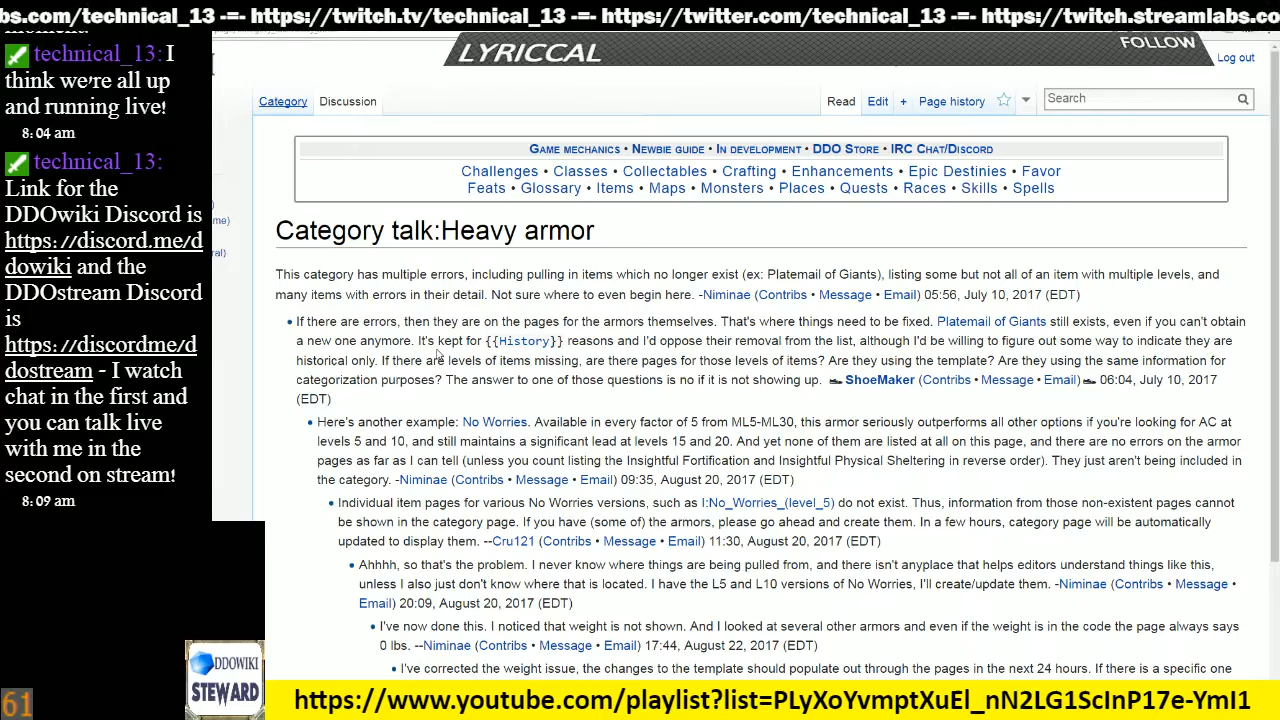 bs.com/technical_13 -=- https://twitch.tv/technical_13 -=- https://twitter.com/technical_13 -=- https://twitch.streamlabs.co
technical_13: I
think we're all up
and running live!
8:04 am
technical_13:
Link for the
DDOwiki Discord is
https://discord.me/d
dowiki and the
DDOstream Discord
is
https://discordme/d
dostream - I watch
chat in the first and
you can talk live
with me in the
second on stream!
8:09 am
LYRICCAL
FOLLOW
Log out
Category Discussion
Read Edit + Page history
Search
me)
ral)
GAME MECHANICS • NEWBIE GUIDE • IN DEVELOPMENT • DDO STORE • IRC CHAT/DISCORD
Challenges • Classes • Collectables • Crafting • Enhancements • Epic Destinies • Favor
Feats • Glossary • Items • Maps • Monsters • Places • Quests • Races • Skills • Spells
Category talk:Heavy armor
This category has multiple errors, including pulling in items which no longer exist (ex: Platemail of Giants), listing some but not all of an item with multiple levels, and
many items with errors in their detail. Not sure where to even begin here. -Niminae (Contribs • Message • Email) 05:56, July 10, 2017 (EDT)
• If there are errors, then they are on the pages for the armors themselves. That's where things need to be fixed. Platemail of Giants still exists, even if you can't obtain
a new one anymore. It's kept for {{History}} reasons and I'd oppose their removal from the list, although I'd be willing to figure out some way to indicate they are
historical only. If there are levels of items missing, are there pages for those levels of items? Are they using the template? Are they using the same information for
categorization purposes? The answer to one of those questions is no if it is not showing up. ShoeMaker (Contribs • Message • Email) 06:04, July 10, 2017
(EDT)
• Here's another example: No Worries. Available in every factor of 5 from ML5-ML30, this armor seriously outperforms all other options if you're looking for AC at
levels 5 and 10, and still maintains a significant lead at levels 15 and 20. And yet none of them are listed at all on this page, and there are no errors on the armor
pages as far as I can tell (unless you count listing the Insightful Fortification and Insightful Physical Sheltering in reverse order). They just aren't being included in
the category. -Niminae (Contribs • Message • Email) 09:35, August 20, 2017 (EDT)
• Individual item pages for various No Worries versions, such as I:No_Worries_(level_5) do not exist. Thus, information from those non-existent pages cannot
be shown in the category page. If you have (some of) the armors, please go ahead and create them. In a few hours, category page will be automatically
updated to display them. --Cru121 (Contribs • Message • Email) 11:30, August 20, 2017 (EDT)
• Ahhhh, so that's the problem. I never know where things are being pulled from, and there isn't anyplace that helps editors understand things like this,
unless I also just don't know where that is located. I have the L5 and L10 versions of No Worries, I'll create/update them. -Niminae (Contribs • Message •
Email) 20:09, August 20, 2017 (EDT)
• I've now done this. I noticed that weight is not shown. And I looked at several other armors and even if the weight is in the code the page always says
0 lbs. --Niminae (Contribs • Message • Email) 17:44, August 22, 2017 (EDT)
• I've corrected the weight issue, the changes to the template should populate out through the pages in the next 24 hours. If there is a specific one
DDOWIKI
STEWARD
61
https://www.youtube.com/playlist?list=PLyXoYvmptXuEl_nN2LG1ScInP17e-YmI1